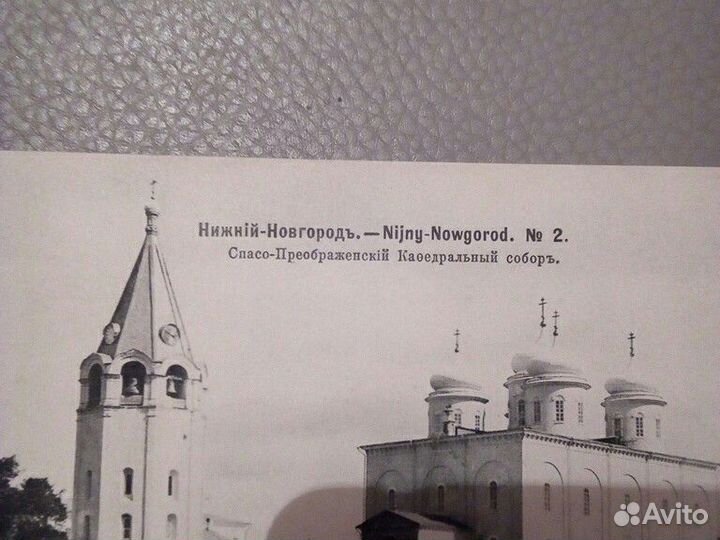 Нижній-Новгородъ.—Nijny-Nowgorod. № 2.
Спасо-Преображенскій Каѳедральный соборъ.
Avito